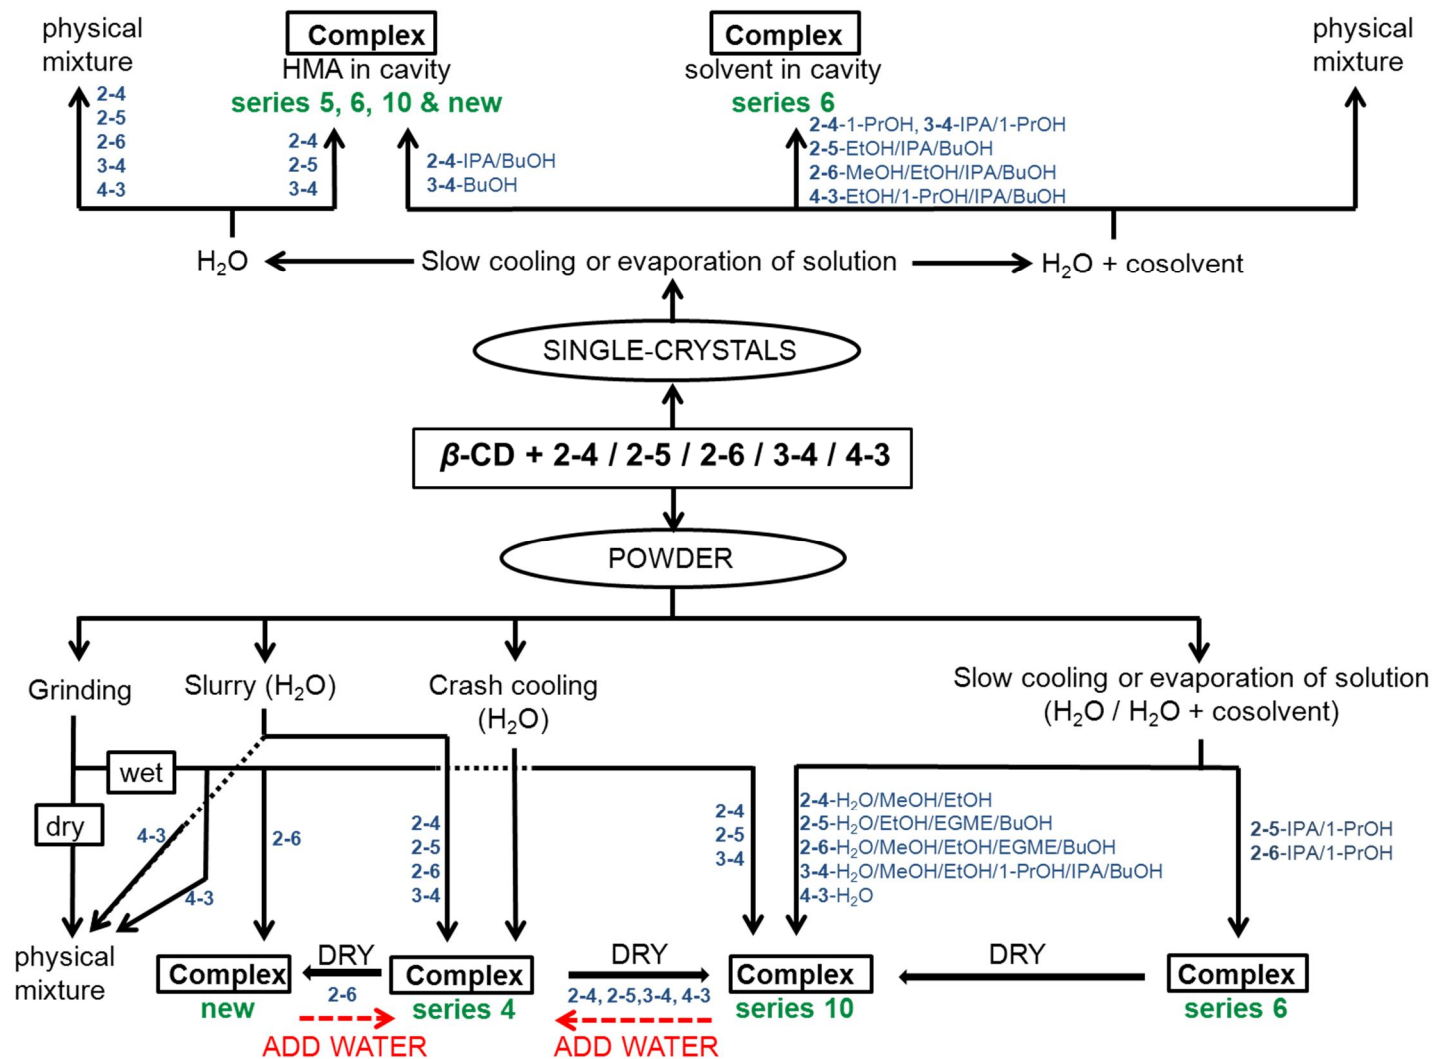 physical
mixture
Complex
HMA in cavity
series 5, 6, 10 & new
Complex
solvent in cavity
series 6
physical
mixture
2-4
2-5
2-6
3-4
4-3
2-4
2-5
3-4
2-4-IPA/BuOH
3-4-BuOH
2-4-1-PrOH, 3-4-IPA/1-PrOH
2-5-EtOH/IPA/BuOH
2-6-MeOH/EtOH/IPA/BuOH
4-3-EtOH/1-PrOH/IPA/BuOH
H₂O
Slow cooling or evaporation of solution
H₂O + cosolvent
SINGLE-CRYSTALS
β-CD + 2-4 / 2-5 / 2-6 / 3-4 / 4-3
POWDER
Grinding
Slurry (H₂O)
Crash cooling
(H₂O)
Slow cooling or evaporation of solution
(H₂O / H₂O + cosolvent)
wet
dry
4-3
4-3
2-6
2-4
2-5
2-6
3-4
2-4
2-5
3-4
2-4-H₂O/MeOH/EtOH
2-5-H₂O/EtOH/EGME/BuOH
2-6-H₂O/MeOH/EtOH/EGME/BuOH
3-4-H₂O/MeOH/EtOH/1-PrOH/IPA/BuOH
4-3-H₂O
2-5-IPA/1-PrOH
2-6-IPA/1-PrOH
physical
mixture
Complex
new
DRY
2-6
ADD WATER
Complex
series 4
DRY
2-4, 2-5,3-4, 4-3
ADD WATER
Complex
series 10
DRY
Complex
series 6